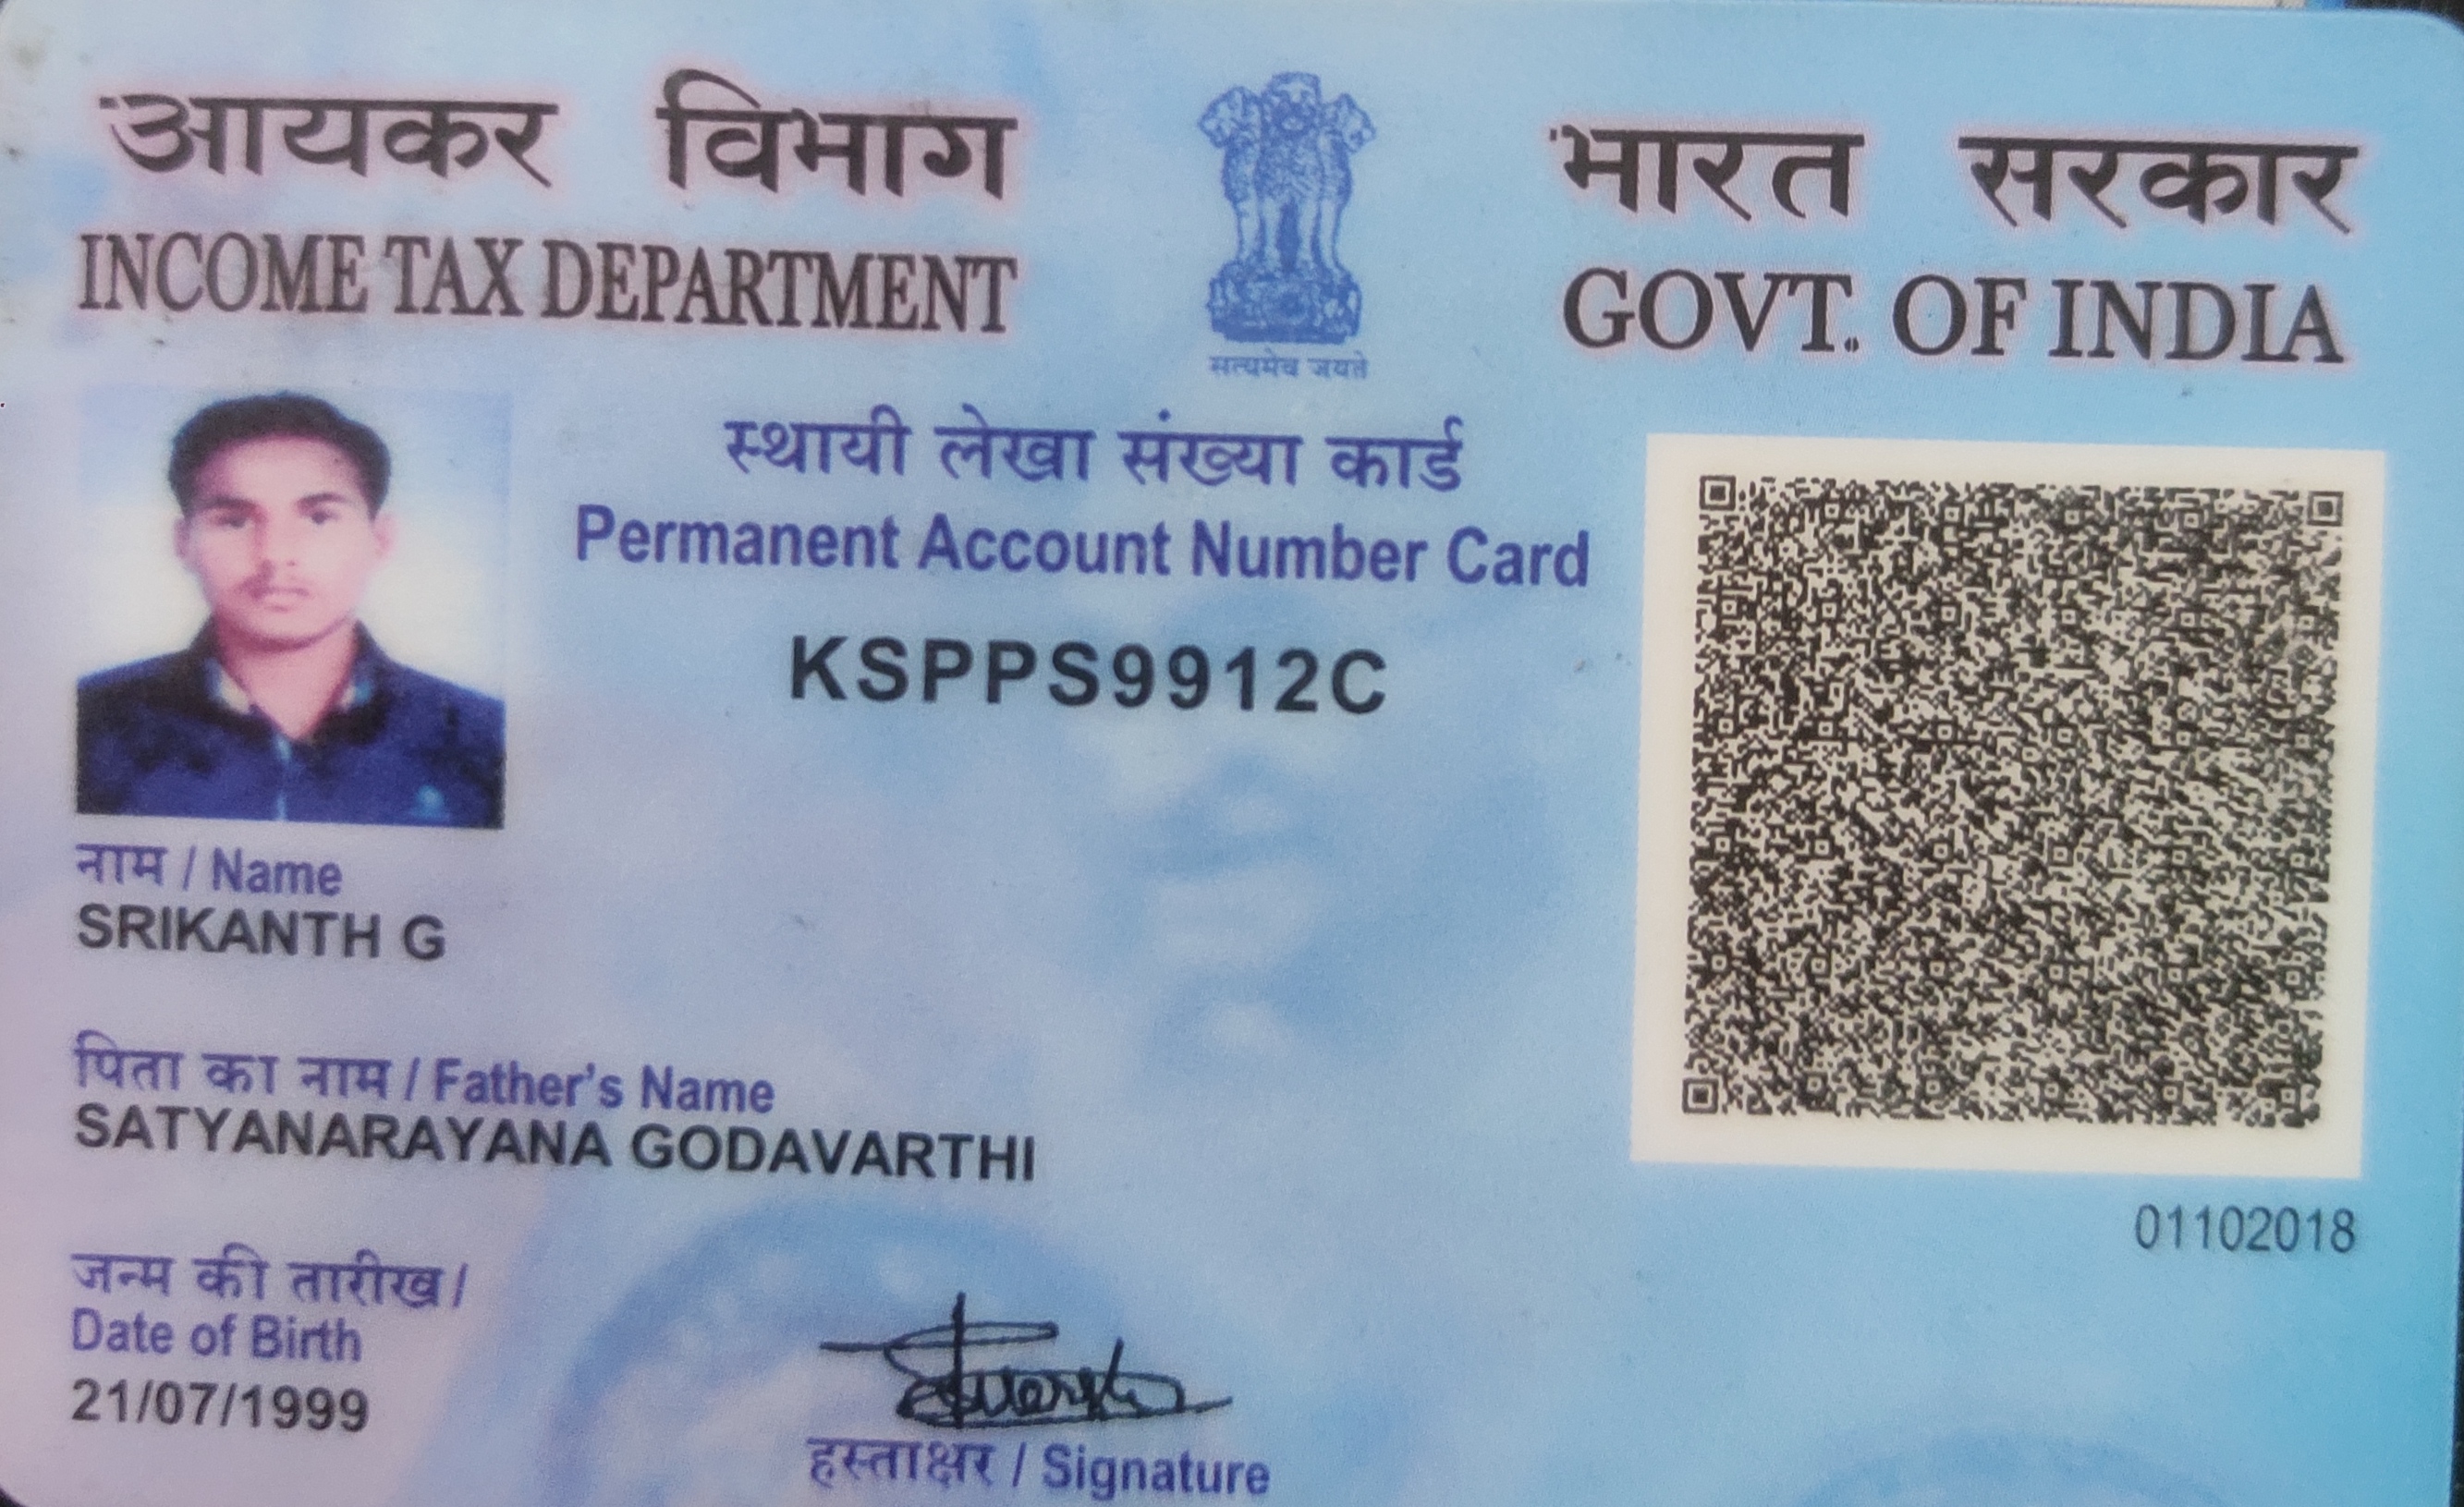 आयकर विभाग
INCOME TAX DEPARTMENT
सत्यमेव जयते
भारत सरकार
GOVT. OF INDIA
स्थायी लेखा संख्या कार्ड
Permanent Account Number Card
KSPPS9912C
नाम / Name
SRIKANTH G
पिता का नाम / Father's Name
SATYANARAYANA GODAVARTHI
01102018
जन्म की तारीख /
Date of Birth
21/07/1999
हस्ताक्षर / Signature